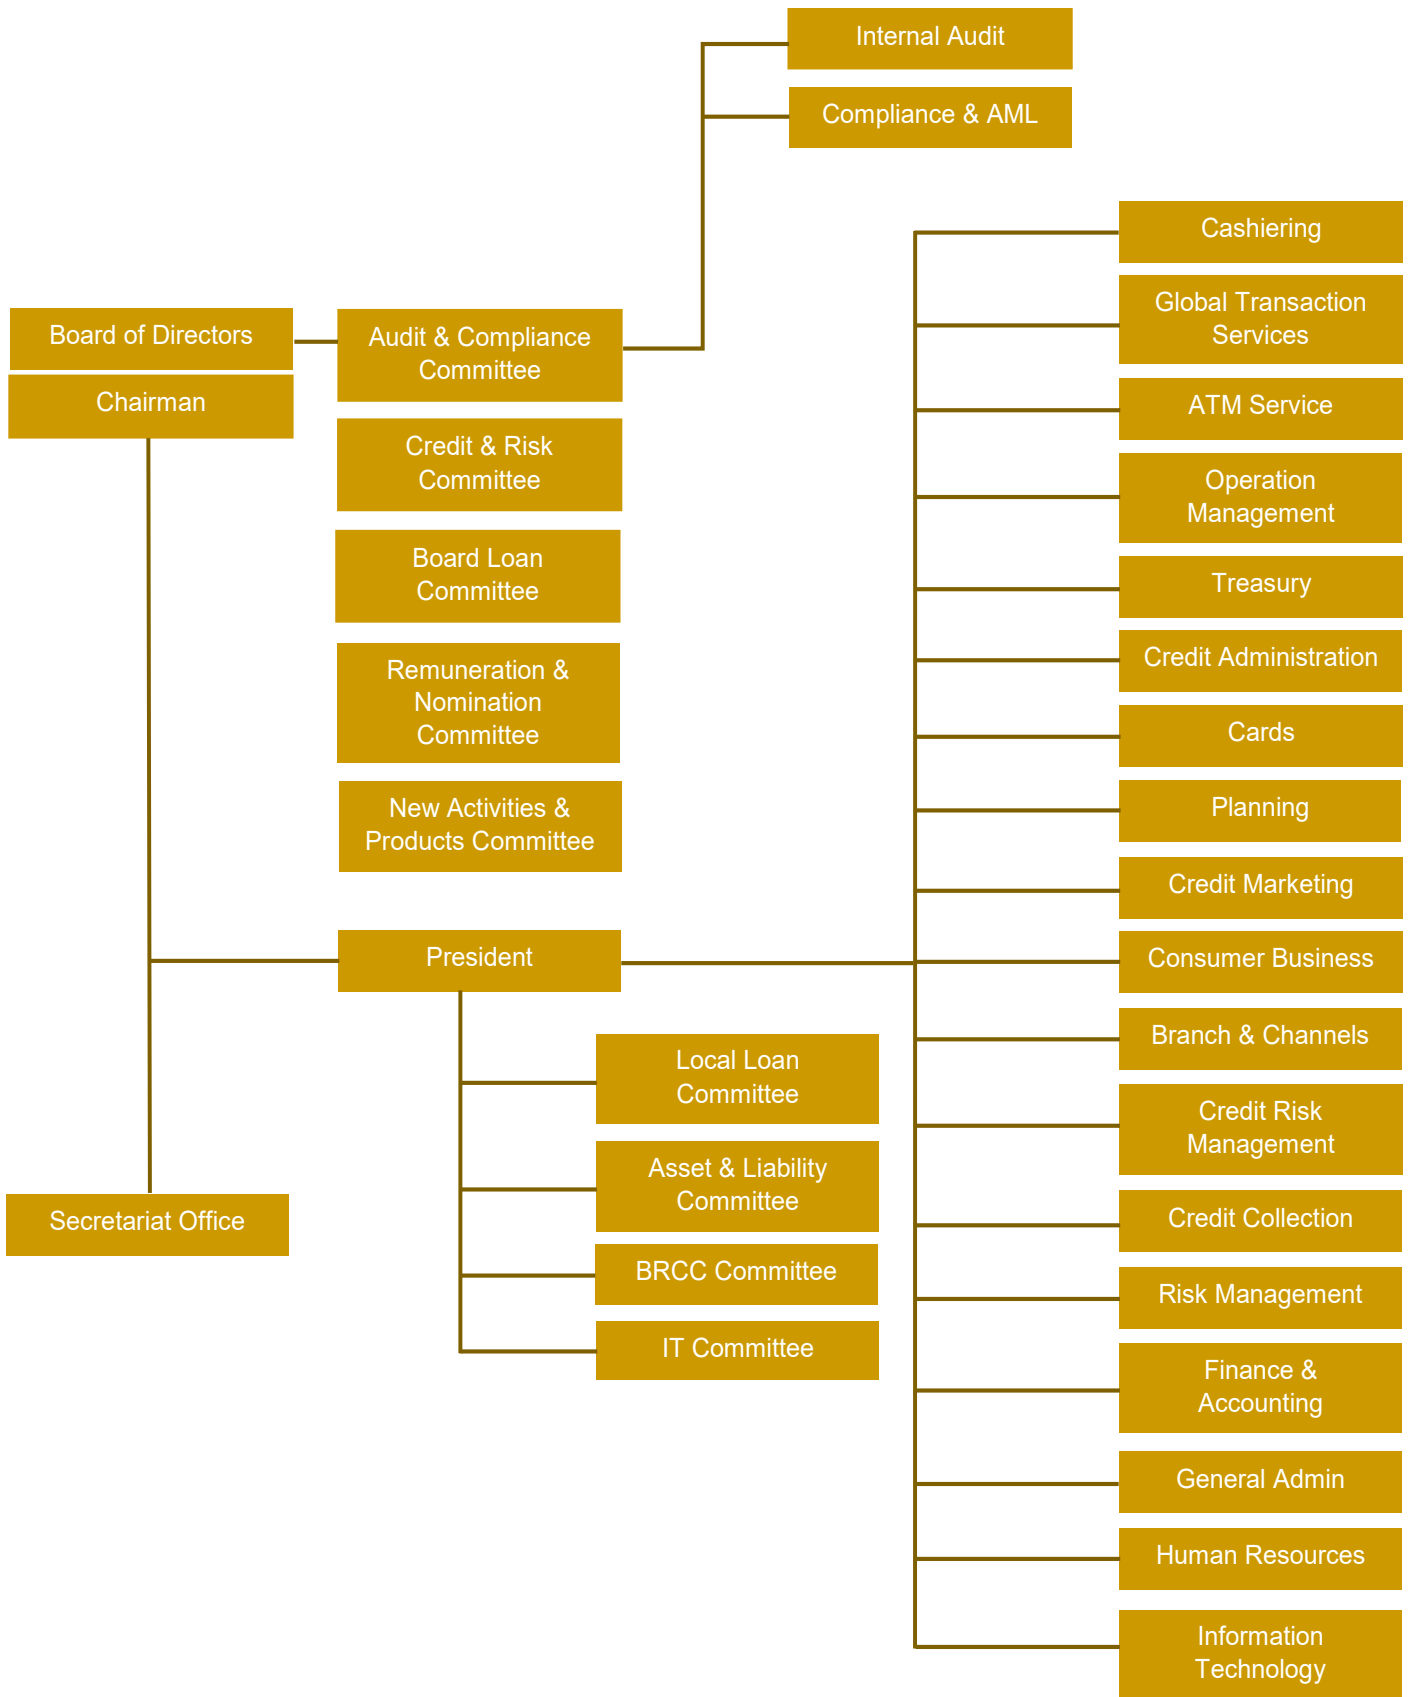 Internal Audit
Compliance & AML
Board of Directors
Chairman
Audit & Compliance
Committee
Credit & Risk
Committee
Board Loan
Committee
Remuneration &
Nomination
Committee
New Activities &
Products Committee
President
Local Loan
Committee
Asset & Liability
Committee
BRCC Committee
IT Committee
Secretariat Office
Cashiering
Global Transaction
Services
ATM Service
Operation
Management
Treasury
Credit Administration
Cards
Planning
Credit Marketing
Consumer Business
Branch & Channels
Credit Risk
Management
Credit Collection
Risk Management
Finance &
Accounting
General Admin
Human Resources
Information
Technology